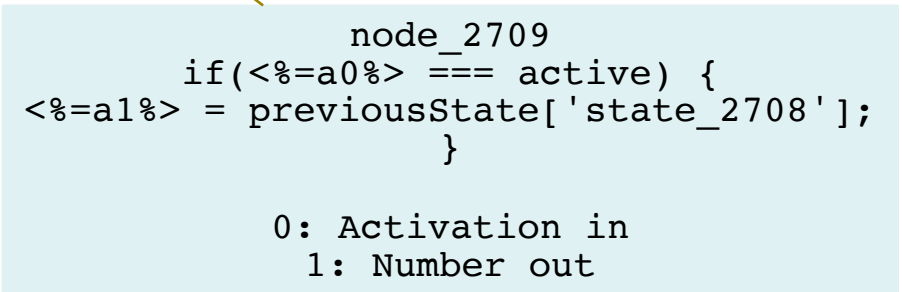 node_2709
if(<%=a0%> === active) {
<%=a1%> = previousState['state_2708'];
}
0: Activation in
1: Number out